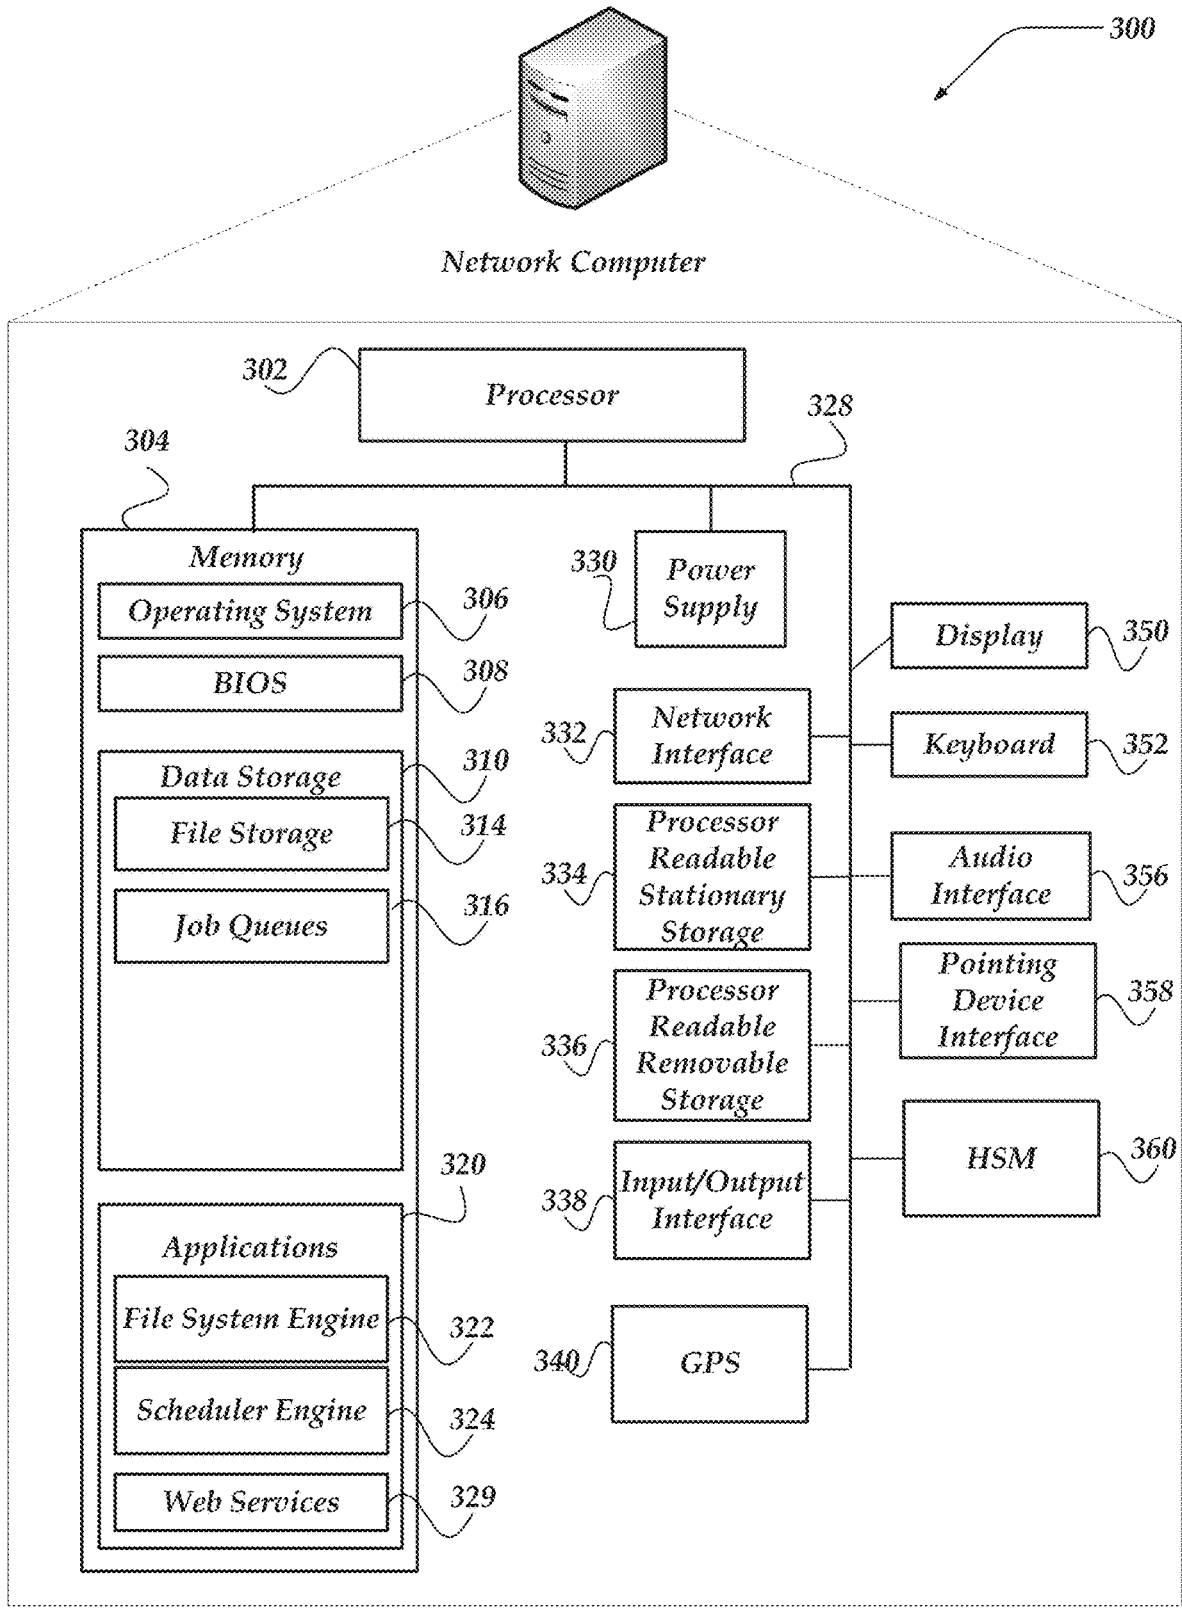 300
Network Computer
302
Processor
328
304
Memory
Operating System
306
BIOS
308
Data Storage
310
File Storage
314
Job Queues
316
320
Applications
File System Engine
322
Scheduler Engine
324
Web Services
329
330
Power
Supply
332
Network
Interface
334
Processor
Readable
Stationary
Storage
336
Processor
Readable
Removable
Storage
338
Input/Output
Interface
340
GPS
Display
350
Keyboard
352
Audio
Interface
356
Pointing
Device
Interface
358
HSM
360